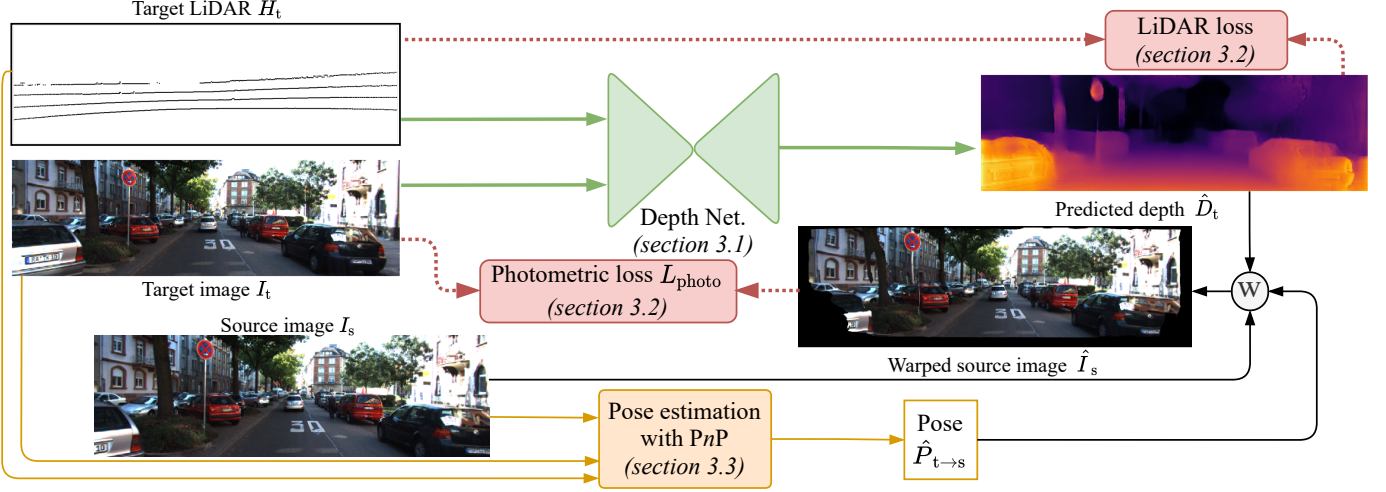 Target LiDAR H_t
LiDAR loss
(section 3.2)
Depth Net.
(section 3.1)
Predicted depth D̂_t
30
Photometric loss L_photo
(section 3.2)
Target image I_t
W
30
Source image I_s
Warped source image Î_s
30
Pose estimation
with PnP
(section 3.3)
Pose
P̂_t→s